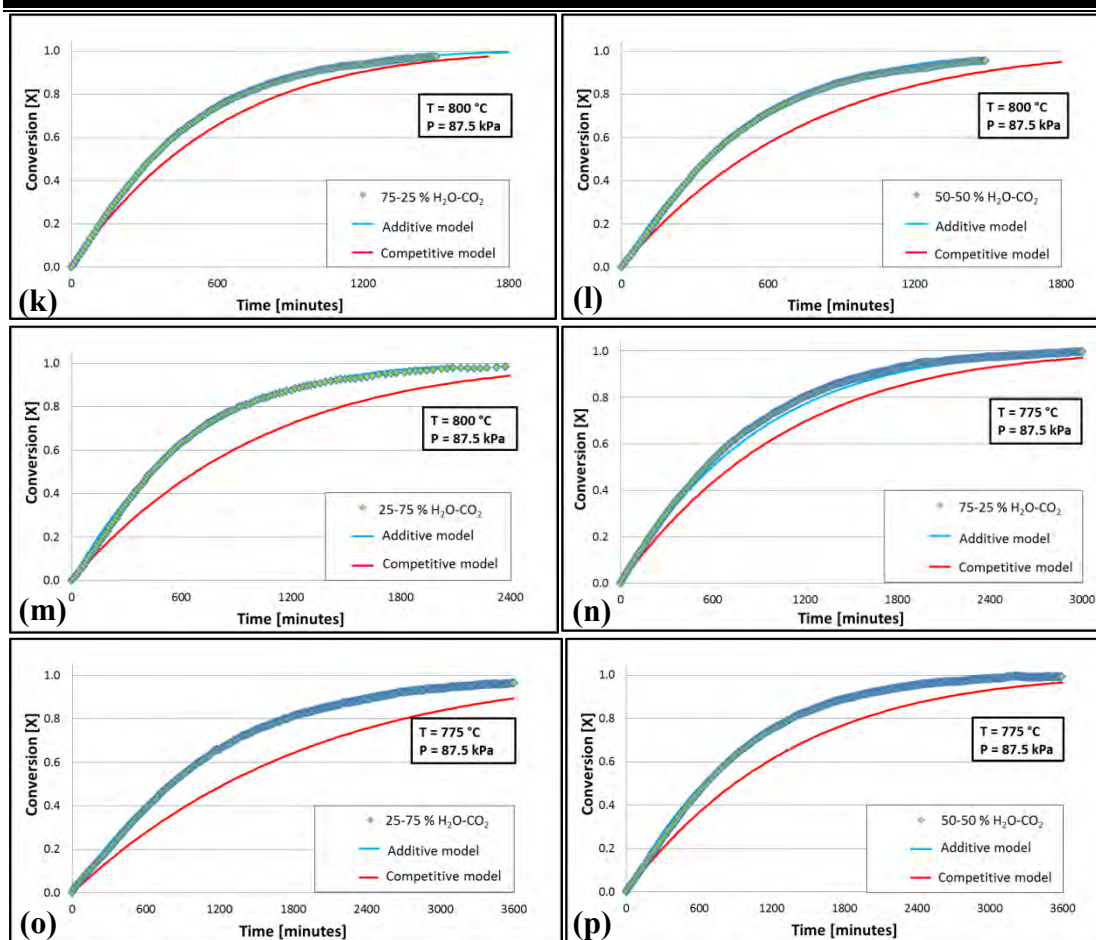 1.0
0.8
0.6
0.4
0.2
0.0
Conversion [X]
T = 800 °C
P = 87.5 kPa
75-25 % H₂O-CO₂
Additive model
Competitive model
0 600 1200 1800
Time [minutes]
(k)
1.0
0.8
0.6
0.4
0.2
0.0
Conversion [X]
T = 800 °C
P = 87.5 kPa
50-50 % H₂O-CO₂
Additive model
Competitive model
0 600 1200 1800
Time [minutes]
(l)
1.0
0.8
0.6
0.4
0.2
0.0
Conversion [X]
T = 800 °C
P = 87.5 kPa
25-75 % H₂O-CO₂
Additive model
Competitive model
0 600 1200 1800 2400
Time [minutes]
(m)
1.0
0.8
0.6
0.4
0.2
0.0
Conversion [X]
T = 775 °C
P = 87.5 kPa
75-25 % H₂O-CO₂
Additive model
Competitive model
0 600 1200 1800 2400 3000
Time [minutes]
(n)
1.0
0.8
0.6
0.4
0.2
0.0
Conversion [X]
T = 775 °C
P = 87.5 kPa
25-75 % H₂O-CO₂
Additive model
Competitive model
0 600 1200 1800 2400 3000 3600
Time [minutes]
(o)
1.0
0.8
0.6
0.4
0.2
0.0
Conversion [X]
T = 775 °C
P = 87.5 kPa
50-50 % H₂O-CO₂
Additive model
Competitive model
0 600 1200 1800 2400 3000 3600
Time [minutes]
(p)